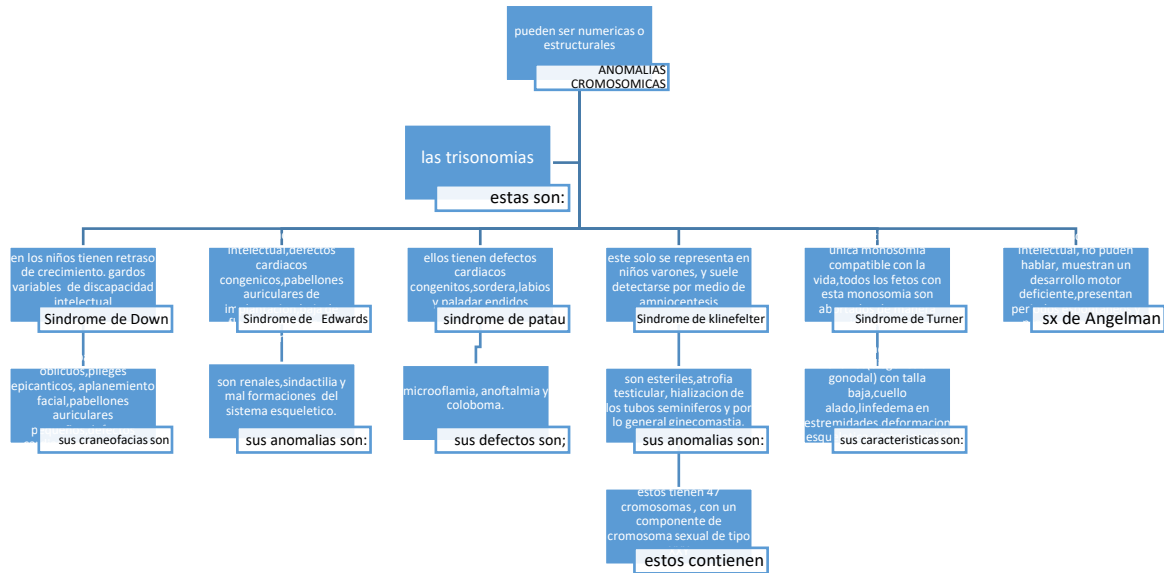 pueden ser numericas o
estructurales
ANOMALIAS
CROMOSOMICAS
las trisonomias
estas son:
en los niños tienen retraso
de crecimiento. gardos
variables de discapacidad
intelectual
Sindrome de Down
intelectual,defectos
cardiacos
congenicos,pabellones
auriculares de
Sindrome de Edwards
ellos tienen defectos
cardiacos
congenitos,sordera,labios
y paladar endidos
sindrome de patau
este solo se representa en
niños varones, y suele
detectarse por medio de
amniocentesis
Sindrome de klinefelter
única monosomia
compatible con la
vida,todos los fetos con
esta monosomia son
Sindrome de Turner
intelectual, no puden
hablar, muestran un
desarrollo motor
deficiente,presentan
sx de Angelman
oblicuos,plieges
epicanticos, aplanemiento
facial,pabellones
auriculares
sus craneofacias son
son renales,sindactilia y
mal formaciones del
sistema esqueletico.
sus anomalias son:
microoflamia, anoftalmia y
coloboma.
sus defectos son;
son esteriles,atrofia
testicular, hializacion de
los tubos seminiferos y por
lo general ginecomastia.
sus anomalias son:
gonodal) con talla
baja,cuello
alado,linfedema en
estremidades,deformacion
sus caracteristicas son:
estos tienen 47
cromosomas , con un
componente de
cromosoma sexual de tipo
estos contienen